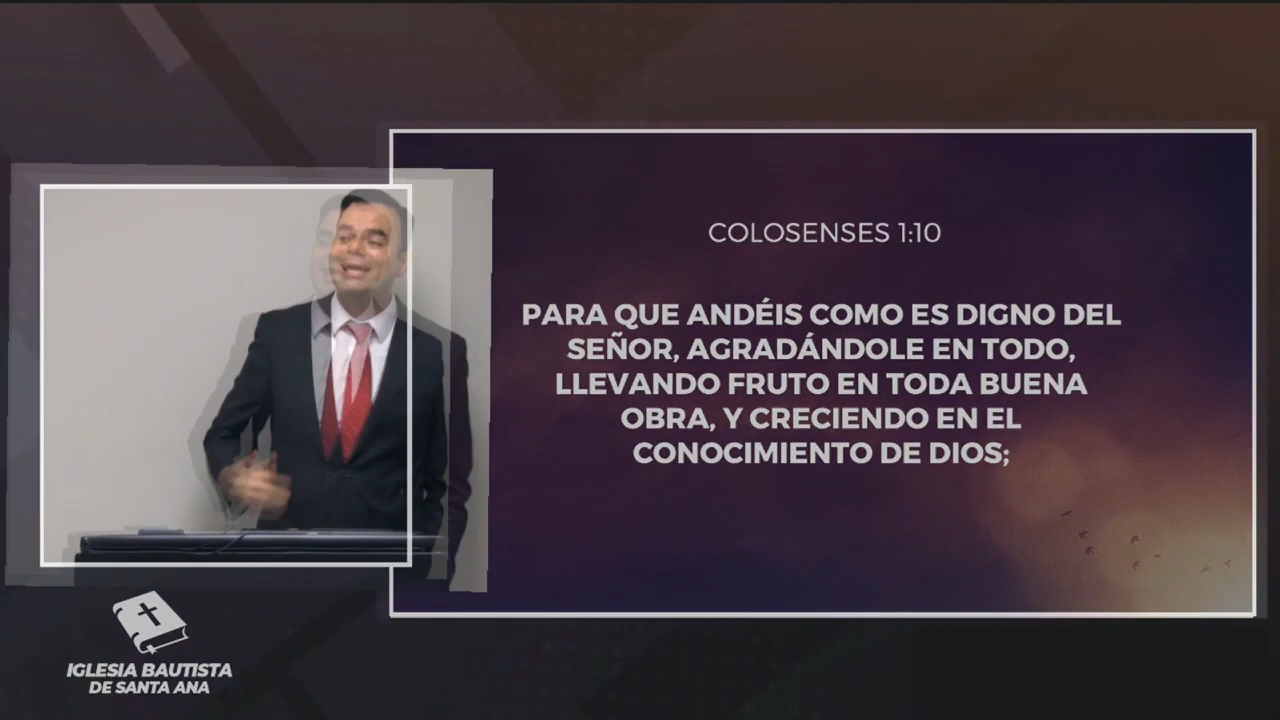 COLOSENSES 1:10
PARA QUE ANDÉIS COMO ES DIGNO DEL
SEÑOR, AGRADÁNDOLE EN TODO,
LLEVANDO FRUTO EN TODA BUENA
OBRA, Y CRECIENDO EN EL
CONOCIMIENTO DE DIOS;
IGLESIA BAUTISTA
DE SANTA ANA